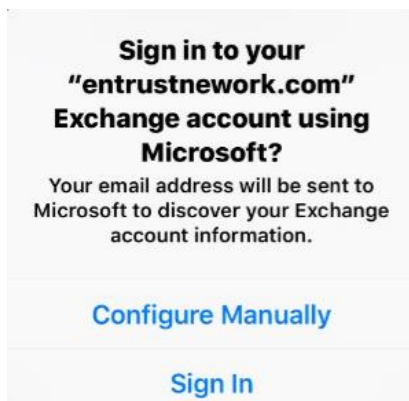 Sign in to your
"entrustnework.com"
Exchange account using
Microsoft?
Your email address will be sent to
Microsoft to discover your Exchange
account information.
Configure Manually
Sign In